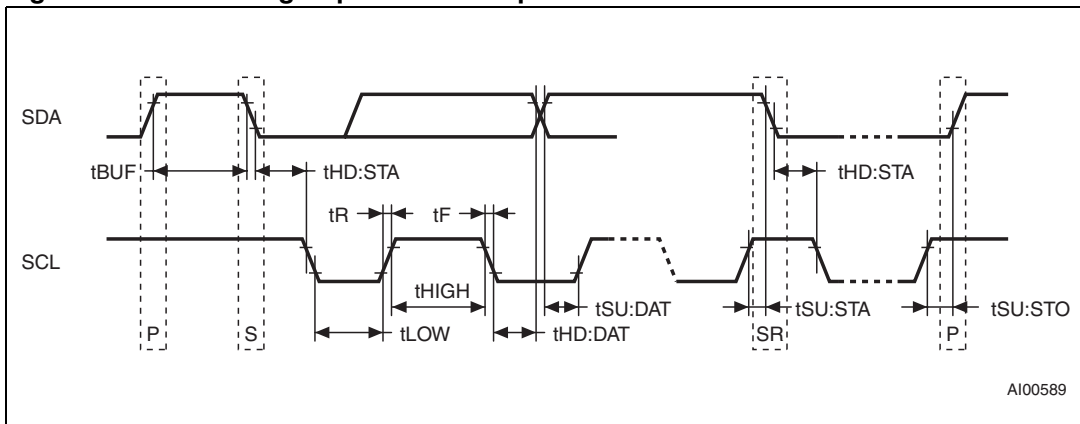 SDA
tBUF
tHD:STA
tHD:STA
tR
tF
SCL
tHIGH
tSU:DAT
tSU:STA
tSU:STO
P
S
tLOW
tHD:DAT
SR
P
AI00589